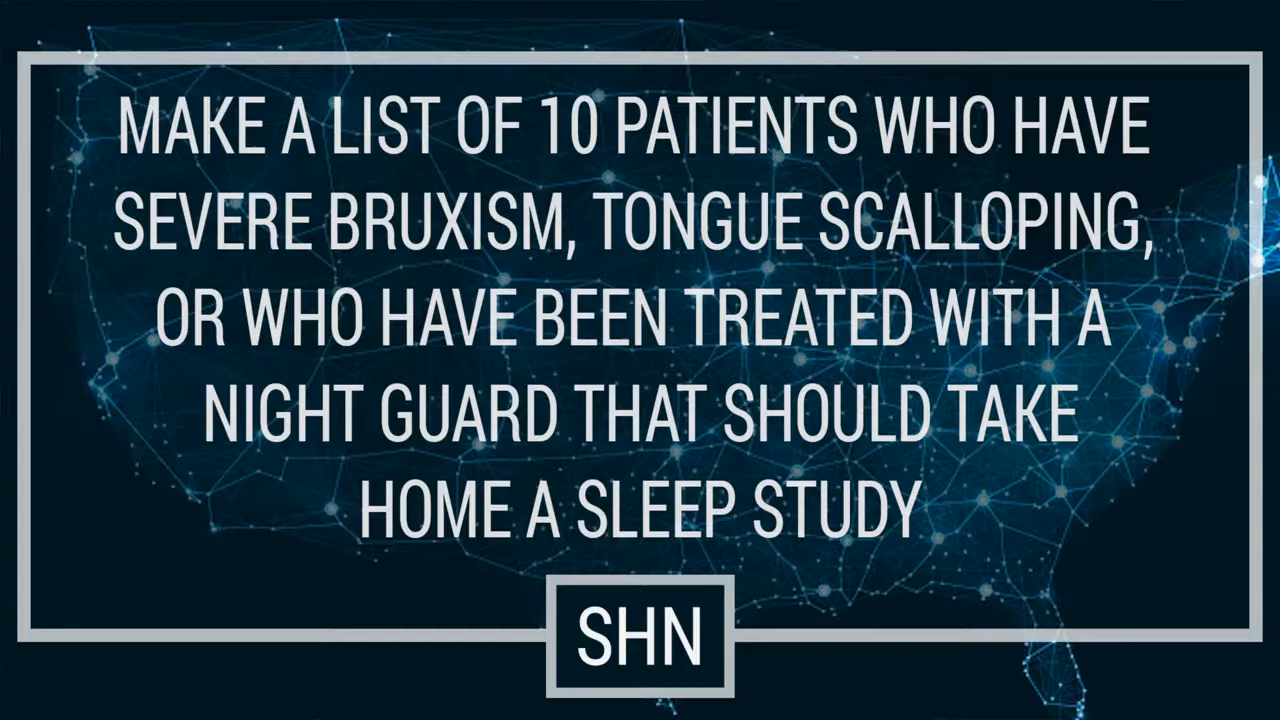 MAKE A LIST OF 10 PATIENTS WHO HAVE
SEVERE BRUXISM, TONGUE SCALLOPING,
OR WHO HAVE BEEN TREATED WITH A
NIGHT GUARD THAT SHOULD TAKE
HOME A SLEEP STUDY
SHN